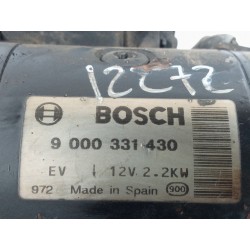 12272
BOSCH
9 000 331 430
EV | 12V 2.2KW
972 Made in Spain 900